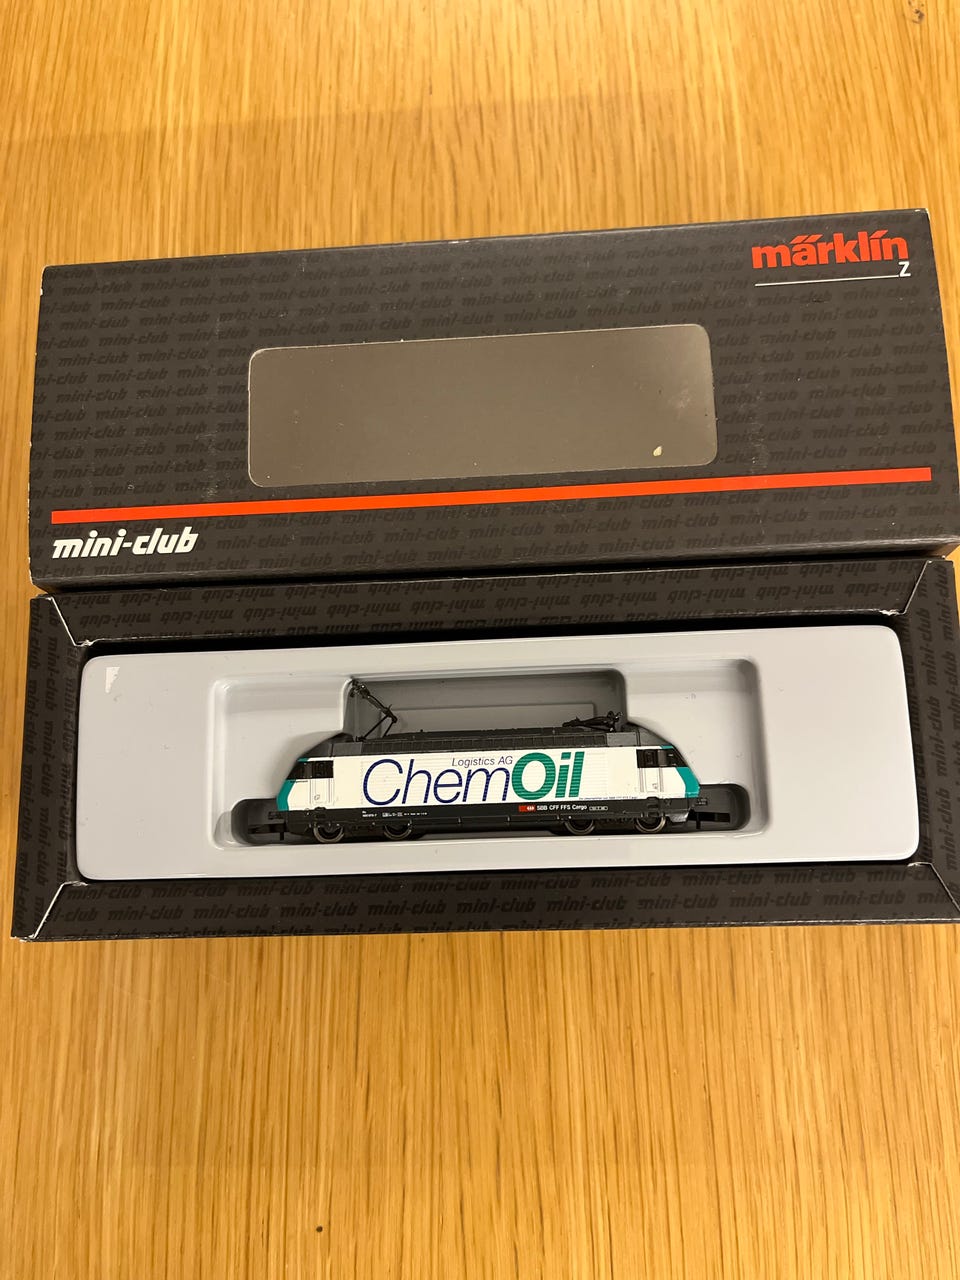 märklin
Z
mini-club
Logistics AG
ChemOil
SBB CFF FFS Cargo